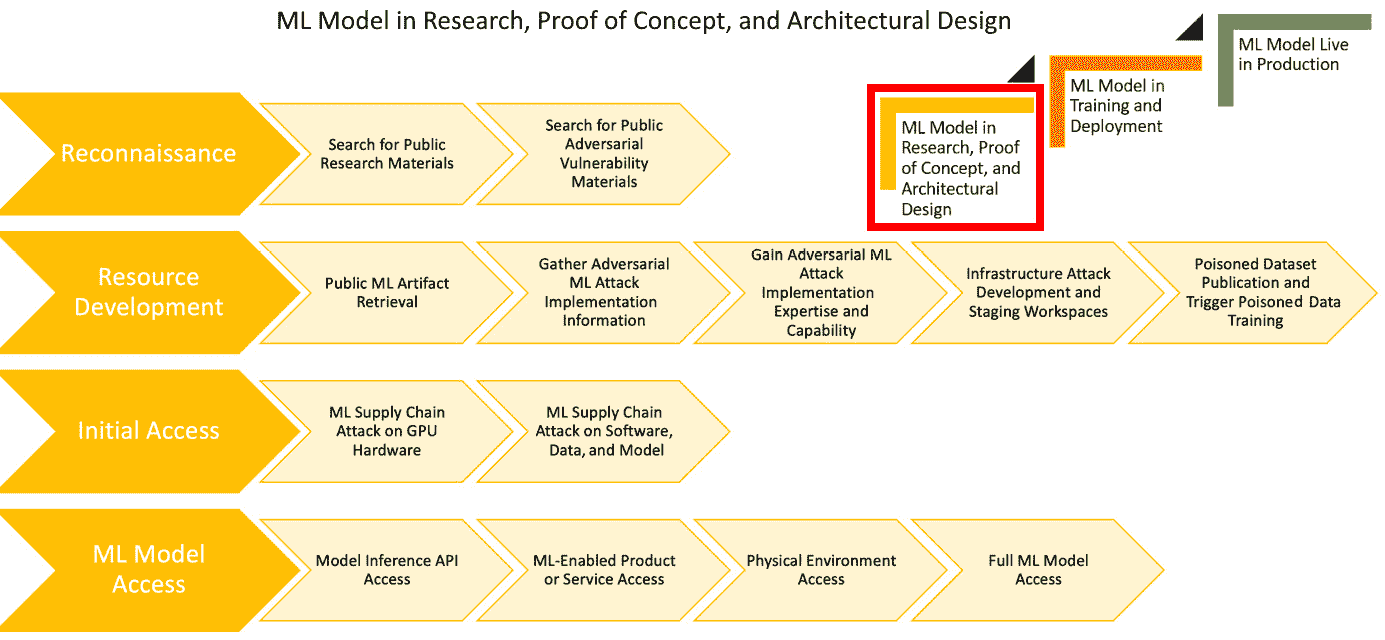 ML Model in Research, Proof of Concept, and Architectural Design
ML Model Live
in Production
ML Model in
Training and
Deployment
ML Model in
Research, Proof
of Concept, and
Architectural
Design
Reconnaissance
Search for Public
Research Materials
Search for Public
Adversarial
Vulnerability
Materials
Resource
Development
Public ML Artifact
Retrieval
Gather Adversarial
ML Attack
Implementation
Information
Gain Adversarial ML
Attack
Implementation
Expertise and
Capability
Infrastructure Attack
Development and
Staging Workspaces
Poisoned Dataset
Publication and
Trigger Poisoned Data
Training
Initial Access
ML Supply Chain
Attack on GPU
Hardware
ML Supply Chain
Attack on Software,
Data, and Model
ML Model
Access
Model Inference API
Access
ML-Enabled Product
or Service Access
Physical Environment
Access
Full ML Model
Access